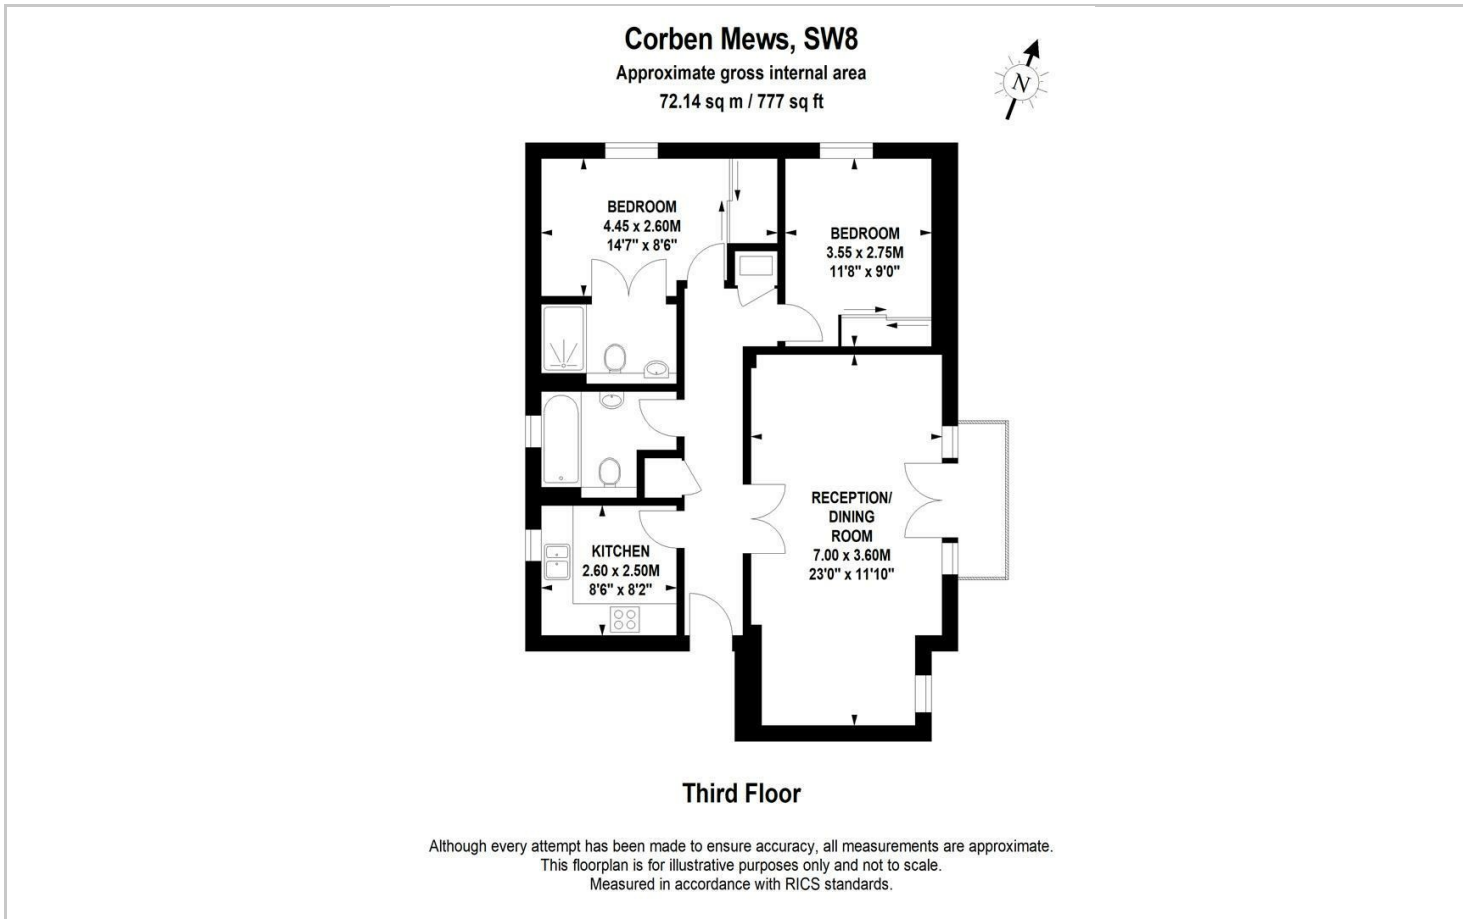 Corben Mews, SW8
Approximate gross internal area
72.14 sq m / 777 sq ft
N
BEDROOM
4.45 x 2.60M
14'7" x 8'6"
BEDROOM
3.55 x 2.75M
11'8" x 9'0"
RECEPTION/
DINING
ROOM
7.00 x 3.60M
23'0" x 11'10"
KITCHEN
2.60 x 2.50M
8'6" x 8'2"
Third Floor
Although every attempt has been made to ensure accuracy, all measurements are approximate.
This floorplan is for illustrative purposes only and not to scale.
Measured in accordance with RICS standards.